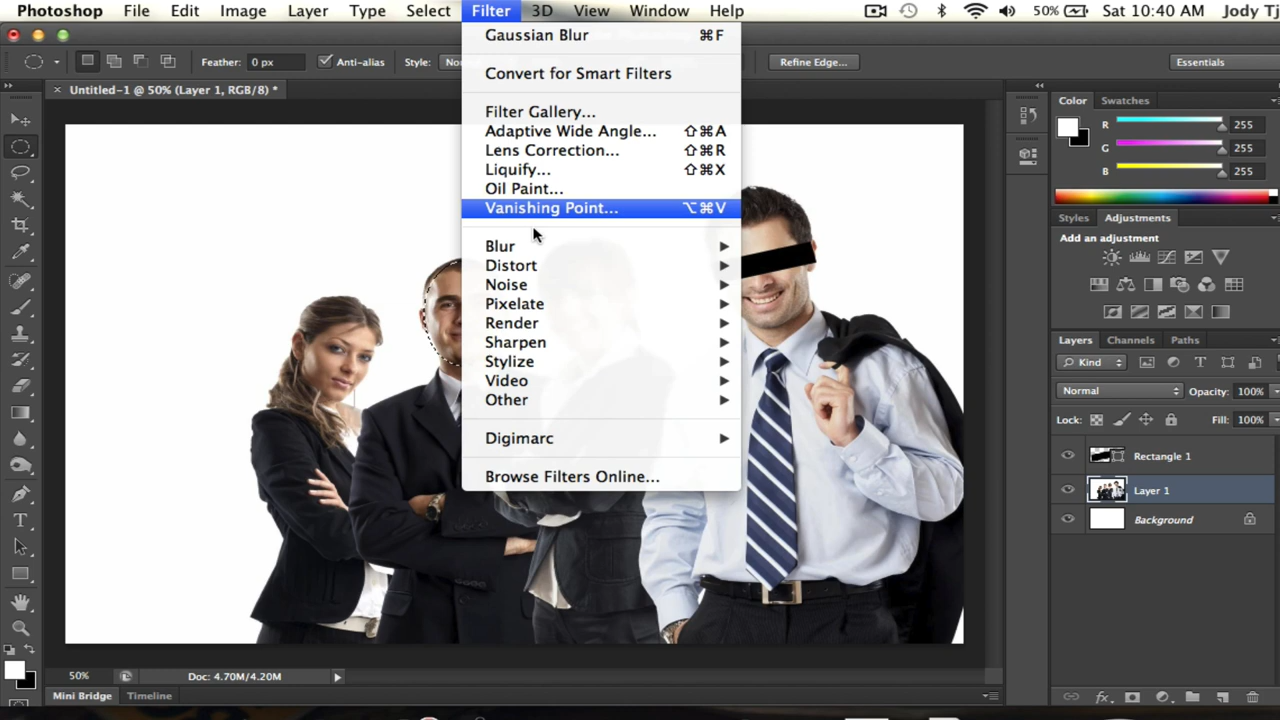 Photoshop File Edit Image Layer Type Select Filter 3D View Window Help 50% Sat 10:40 AM Jody Tj
Feather: 0 px Anti-alias Style: No Refine Edge... Essentials
× Untitled-1 @ 50% (Layer 1, RGB/8) *
Gaussian Blur ⌘F
Convert for Smart Filters
Filter Gallery...
Adaptive Wide Angle... ⇧⌘A
Lens Correction... ⇧⌘R
Liquify... ⇧⌘X
Oil Paint...
Vanishing Point... ⌥⌘V
Blur
Distort
Noise
Pixelate
Render
Sharpen
Stylize
Video
Other
Digimarc
Browse Filters Online...
Color Swatches
R 255
G 255
B 255
Styles Adjustments
Add an adjustment
Layers Channels Paths
Kind
Normal Opacity: 100%
Lock: Fill: 100%
Rectangle 1
Layer 1
Background
50% Doc: 4.70M/4.20M
Mini Bridge Timeline